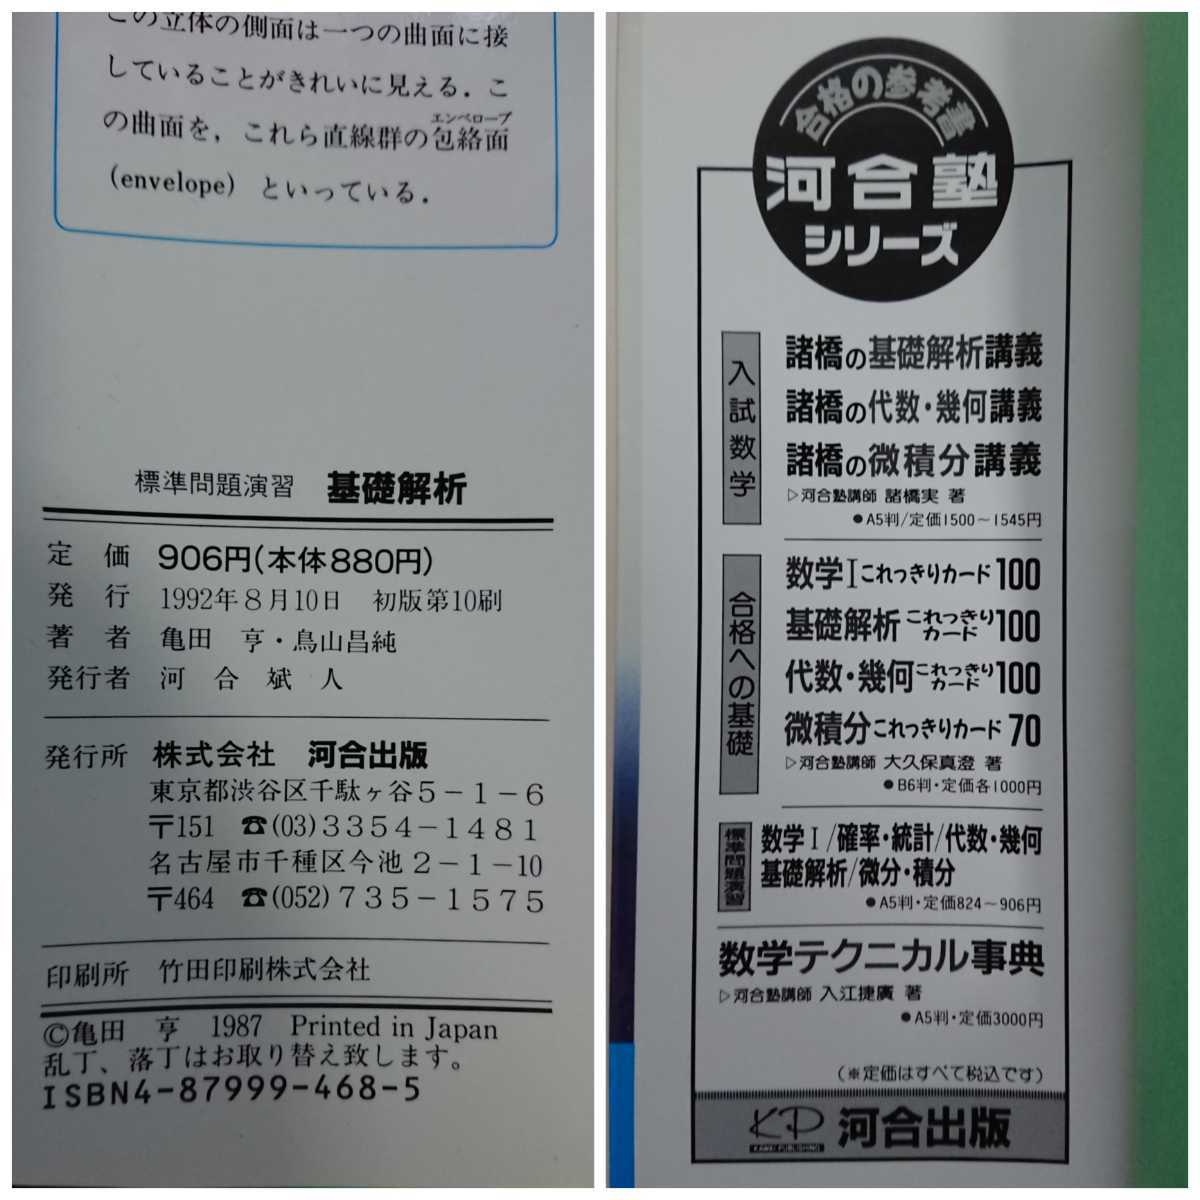 この立体の側面は一つの曲面に接
していることがきれいに見える．こ
の曲面を，これら直線群の包絡面
エンベロープ
(envelope) といっている．
標準問題演習 基礎解析
定価 906円(本体880円)
発行 1992年8月10日 初版第10刷
著者 亀田 亨・鳥山昌純
発行者 河合斌人
発行所 株式会社 河合出版
東京都渋谷区千駄ヶ谷5－1－6
〒151 ☎(03)3354－1481
名古屋市千種区今池2－1－10
〒464 ☎(052)735－1575
印刷所 竹田印刷株式会社
©亀田 亨 1987 Printed in Japan
乱丁、落丁はお取り替え致します。
ISBN4-87999-468-5
合格の参考書
河合塾
シリーズ
入試数学
諸橋の基礎解析講義
諸橋の代数・幾何講義
諸橋の微積分講義
▷河合塾講師 諸橋実 著
●A5判/定価1500～1545円
合格への基礎
数学Ⅰこれっきりカード100
基礎解析これっきりカード100
代数・幾何これっきりカード100
微積分これっきりカード70
▷河合塾講師 大久保真澄 著
●B6判・定価各1000円
標準問題演習
数学Ⅰ/確率・統計/代数・幾何
基礎解析/微分・積分
●A5判・定価824～906円
数学テクニカル事典
▷河合塾講師 入江捷廣 著
●A5判・定価3000円
(※定価はすべて税込です)
KP
KAWAI PUBLISHING
河合出版